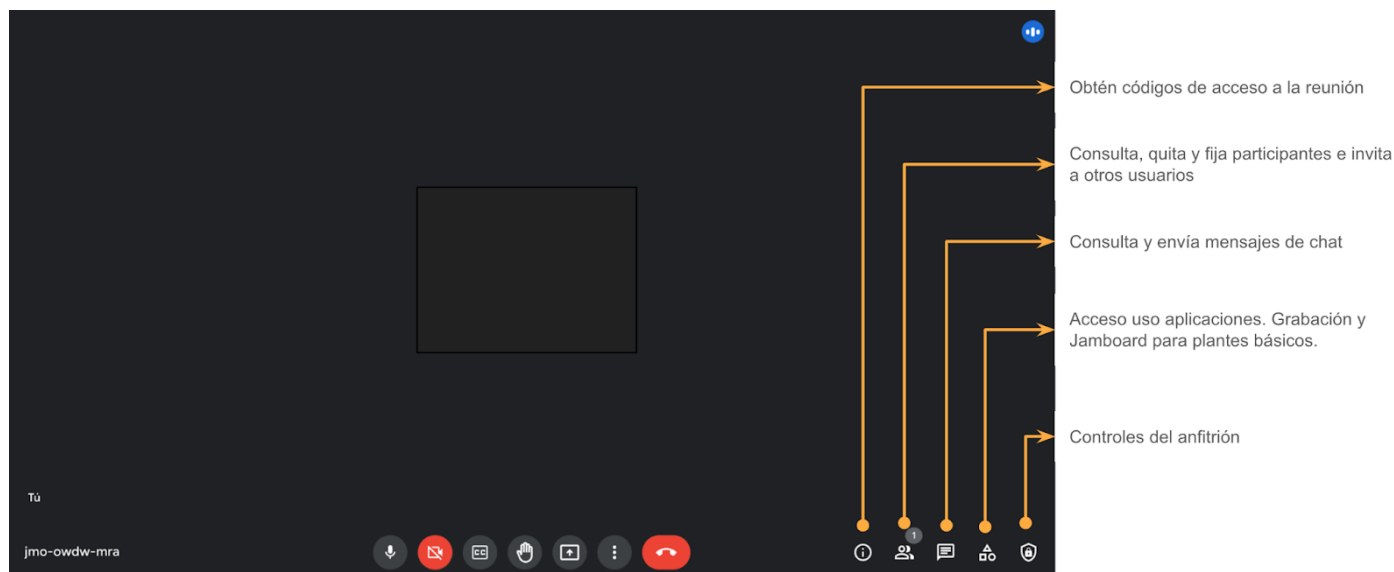 Obtén códigos de acceso a la reunión
Consulta, quita y fija participantes e invita
a otros usuarios
Consulta y envía mensajes de chat
Acceso uso aplicaciones. Grabación y
Jamboard para plantes básicos.
Controles del anfitrión
Tú
jmo-owdw-mra
CC
1